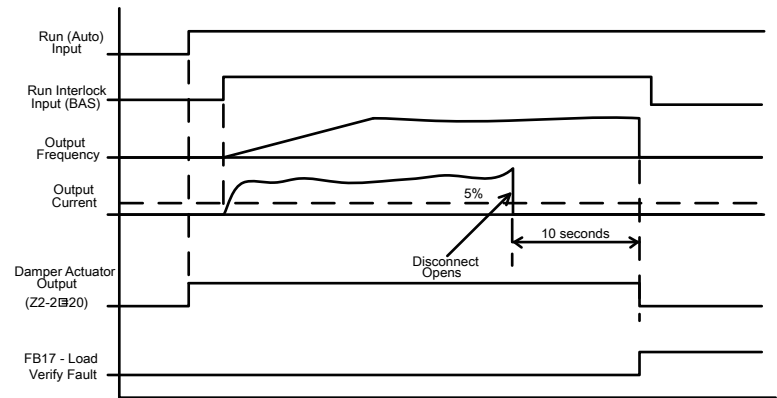 Run (Auto)
Input
Run Interlock
Input (BAS)
Output
Frequency
Output
Current
5%
10 seconds
Disconnect
Opens
Damper Actuator
Output
FB17 - Load
Verify Fault